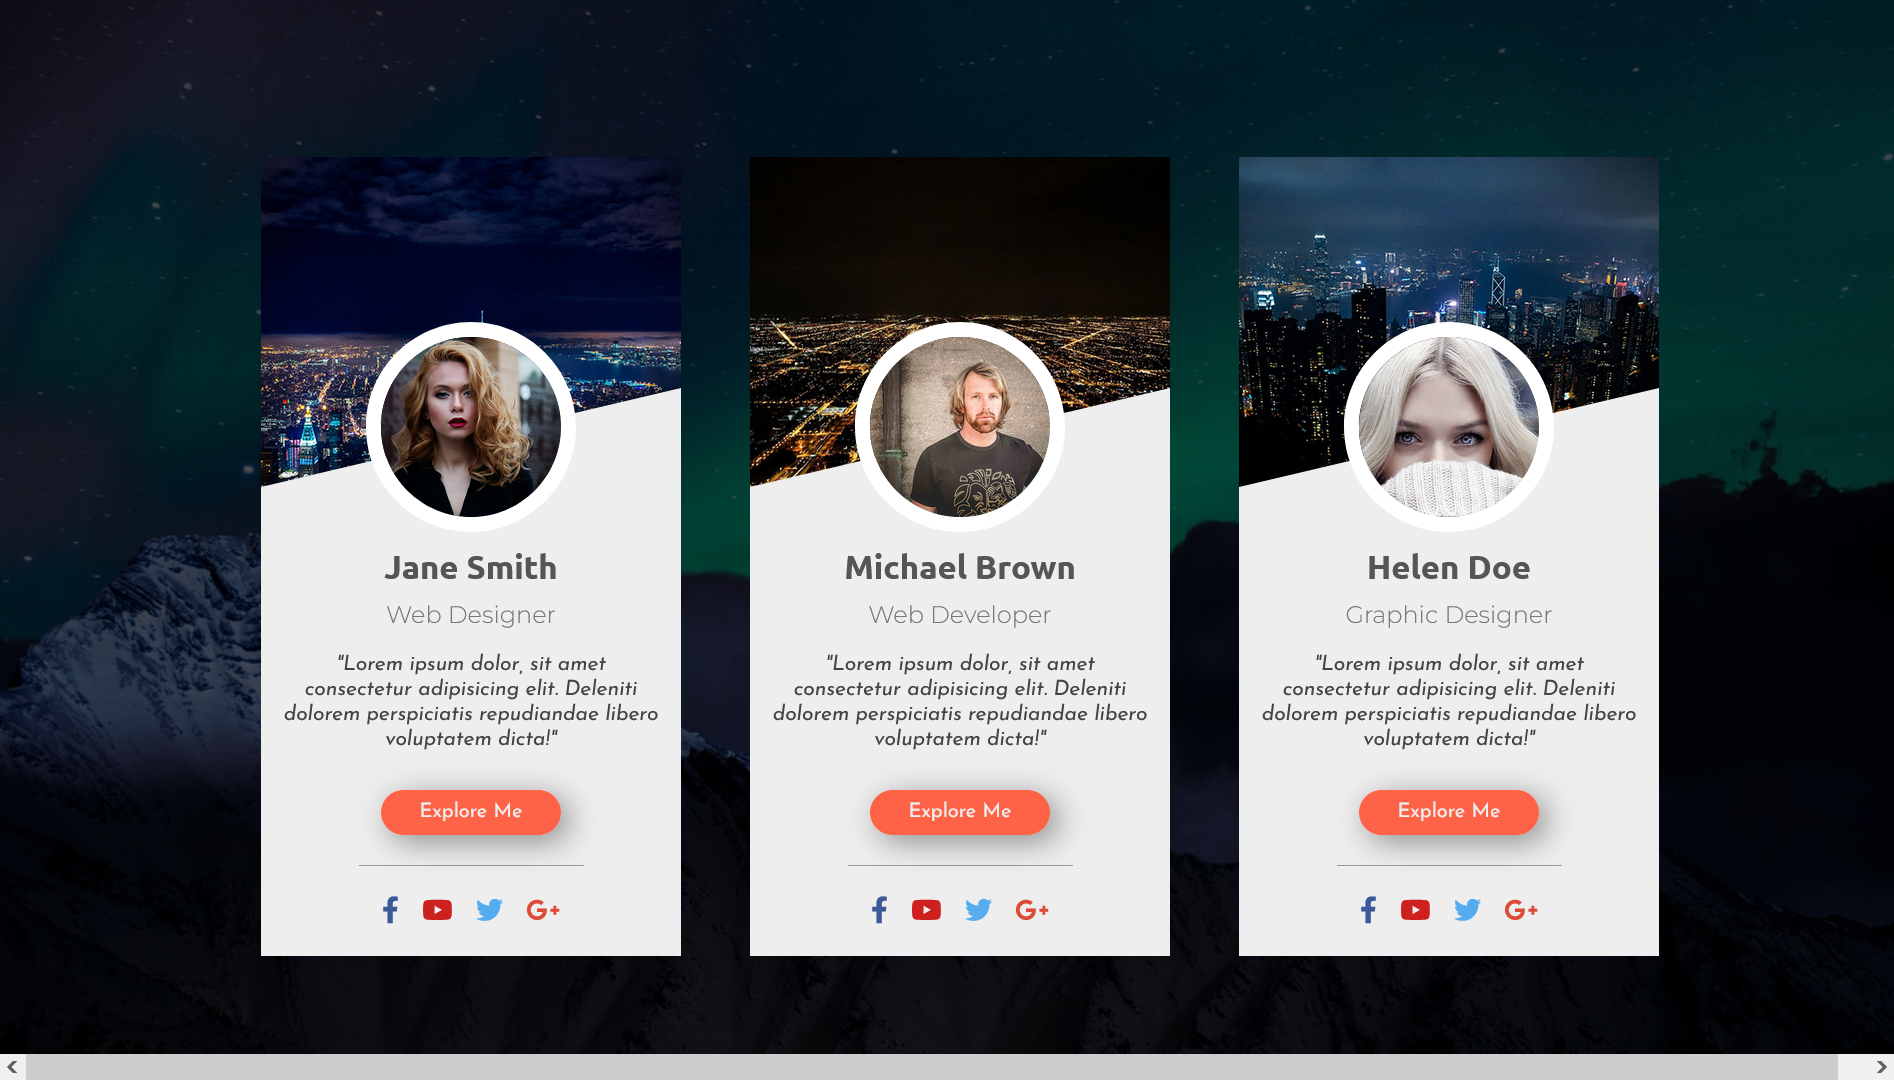 Jane Smith
Web Designer
"Lorem ipsum dolor, sit amet
consectetur adipisicing elit. Deleniti
dolorem perspiciatis repudiandae libero
voluptatem dicta!"
Explore Me
G+
Michael Brown
Web Developer
"Lorem ipsum dolor, sit amet
consectetur adipisicing elit. Deleniti
dolorem perspiciatis repudiandae libero
voluptatem dicta!"
Explore Me
G+
Helen Doe
Graphic Designer
"Lorem ipsum dolor, sit amet
consectetur adipisicing elit. Deleniti
dolorem perspiciatis repudiandae libero
voluptatem dicta!"
Explore Me
G+